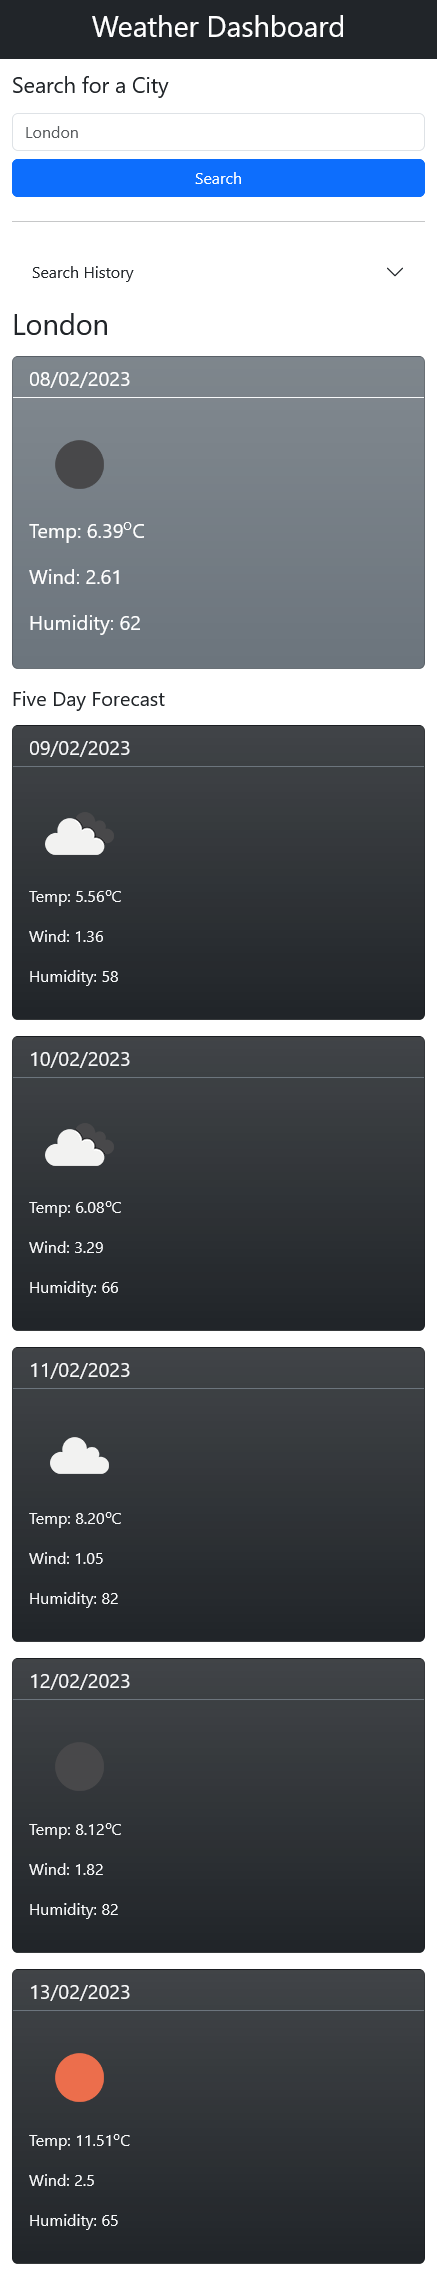 Weather Dashboard
Search for a City
London
Search
Search History
London
08/02/2023
Temp: 6.39°C
Wind: 2.61
Humidity: 62
Five Day Forecast
09/02/2023
Temp: 5.56°C
Wind: 1.36
Humidity: 58
10/02/2023
Temp: 6.08°C
Wind: 3.29
Humidity: 66
11/02/2023
Temp: 8.20°C
Wind: 1.05
Humidity: 82
12/02/2023
Temp: 8.12°C
Wind: 1.82
Humidity: 82
13/02/2023
Temp: 11.51°C
Wind: 2.5
Humidity: 65